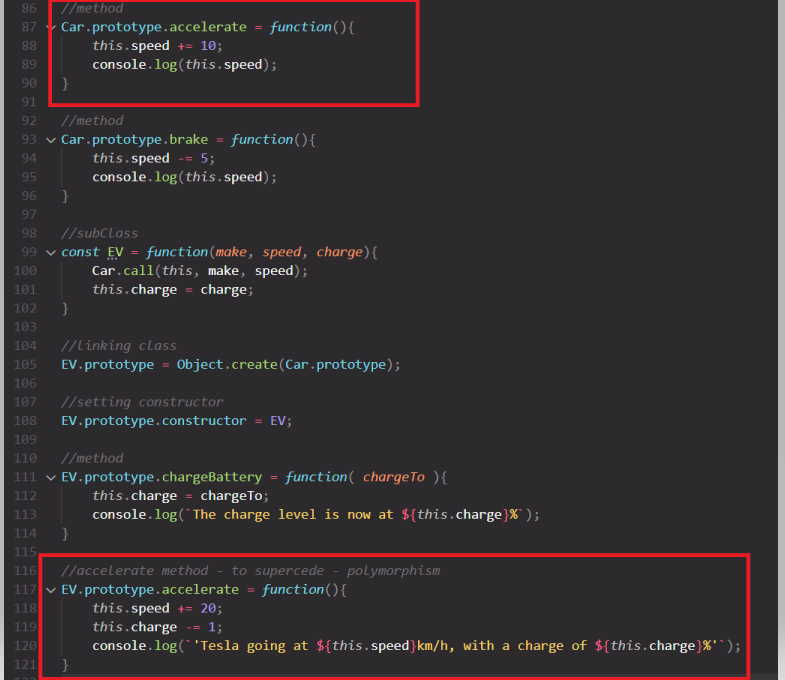 86 //method
87 Car.prototype.accelerate = function(){
88 this.speed += 10;
89 console.log(this.speed);
90 }
91
92 //method
93 Car.prototype.brake = function(){
94 this.speed -= 5;
95 console.log(this.speed);
96 }
97
98 //subClass
99 const EV = function(make, speed, charge){
100 Car.call(this, make, speed);
101 this.charge = charge;
102 }
103
104 //linking class
105 EV.prototype = Object.create(Car.prototype);
106
107 //setting constructor
108 EV.prototype.constructor = EV;
109
110 //method
111 EV.prototype.chargeBattery = function( chargeTo ){
112 this.charge = chargeTo;
113 console.log(`The charge level is now at ${this.charge}%`);
114 }
115
116 //accelerate method - to supercede - polymorphism
117 EV.prototype.accelerate = function(){
118 this.speed += 20;
119 this.charge -= 1;
120 console.log(`'Tesla going at ${this.speed}km/h, with a charge of ${this.charge}%'`);
121 }